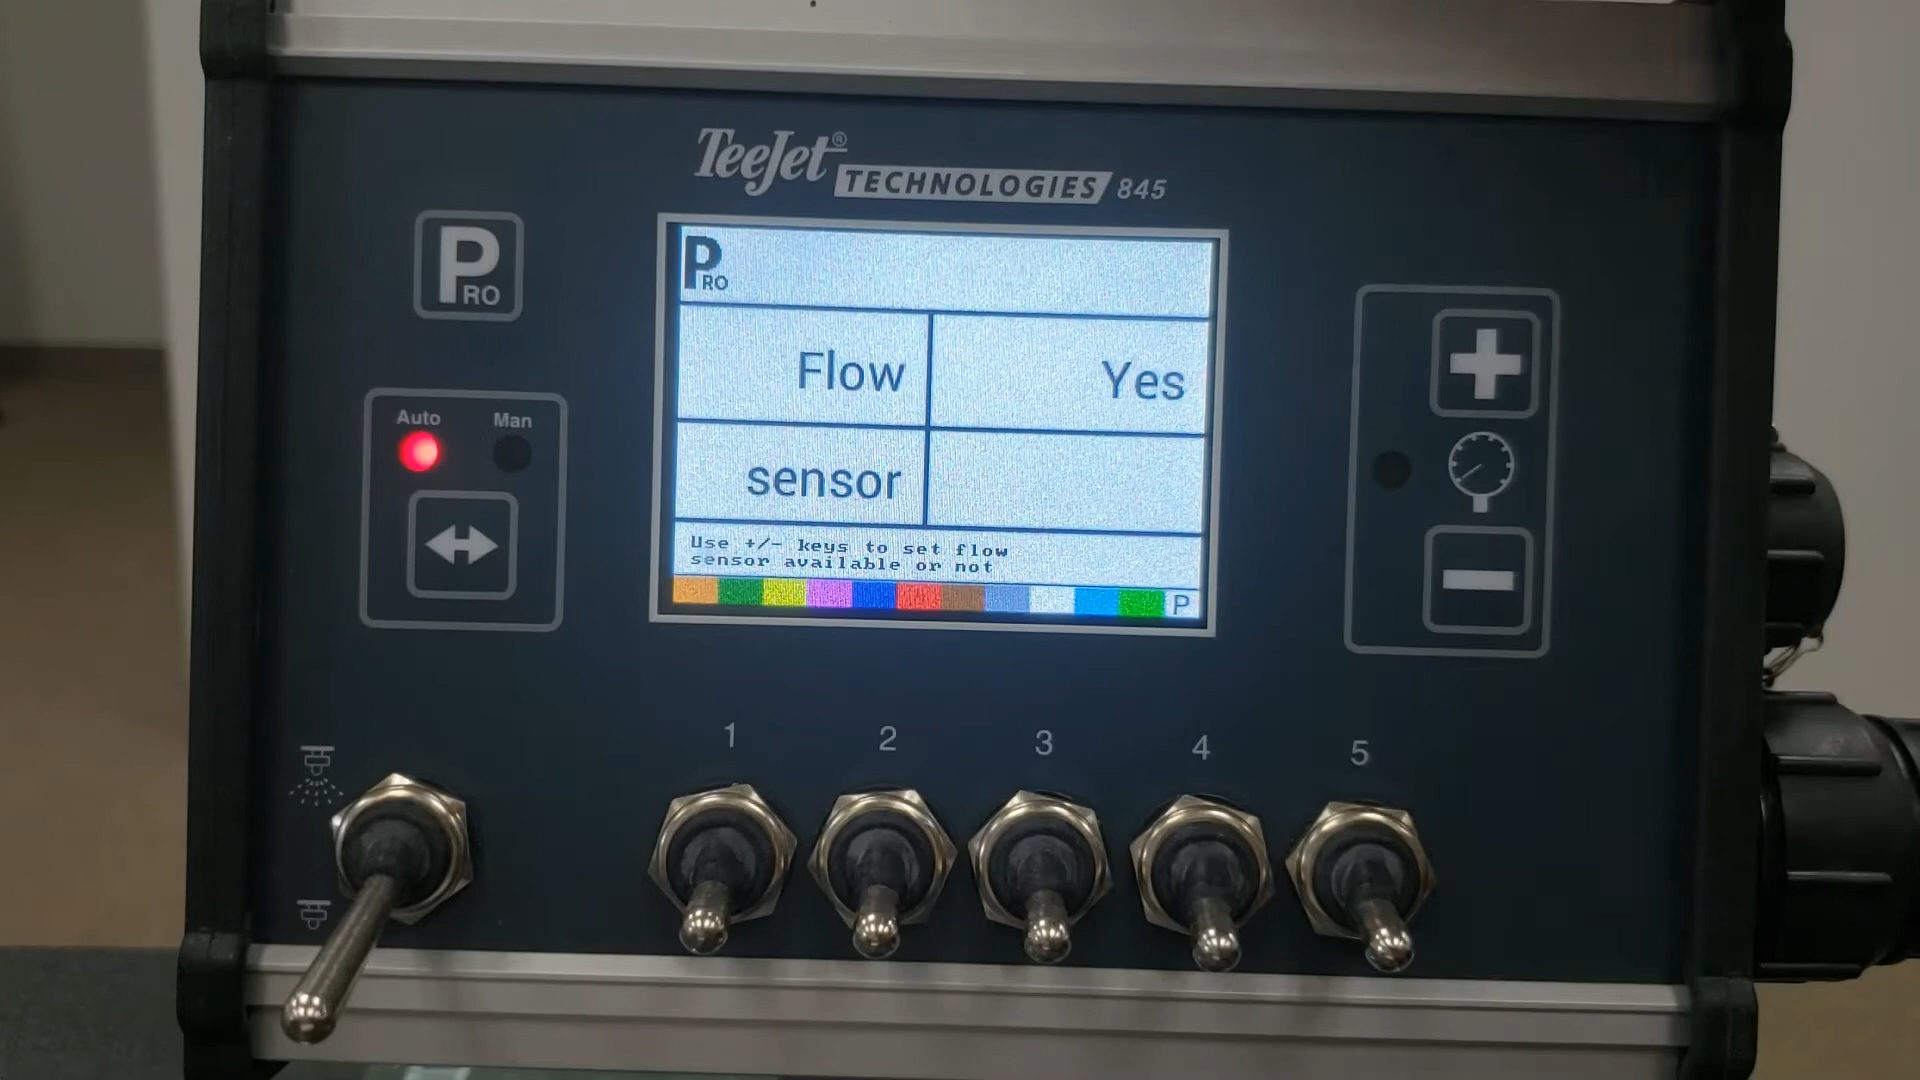 TeeJet®
TECHNOLOGIES 845
PRO
PRO
Flow Yes
sensor
Use +/- keys to set flow
sensor available or not
P
Auto Man
1 2 3 4 5